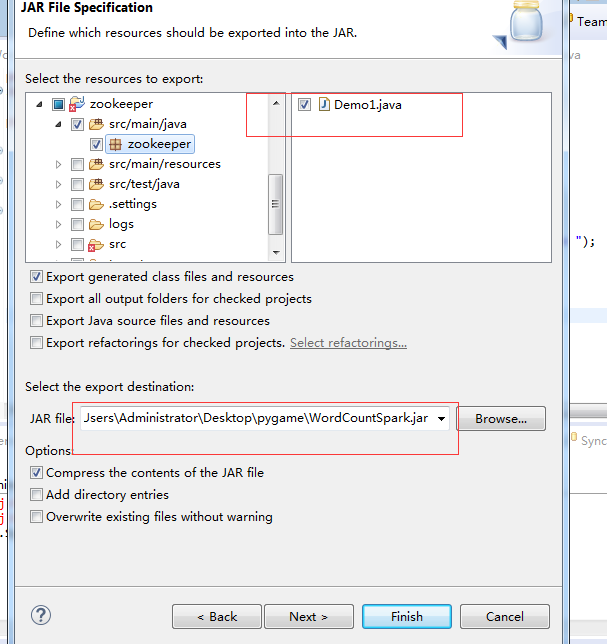 JAR File Specification
Define which resources should be exported into the JAR.
Team
Select the resources to export:
zookeeper
src/main/java
zookeeper
src/main/resources
src/test/java
.settings
logs
src
Demo1.java
");
Export generated class files and resources
Export all output folders for checked projects
Export Java source files and resources
Export refactorings for checked projects. Select refactorings...
Select the export destination:
JAR file: Jsers\Administrator\Desktop\pygame\WordCountSpark.jar Browse...
Sync
Options:
Compress the contents of the JAR file
Add directory entries
Overwrite existing files without warning
? < Back Next > Finish Cancel